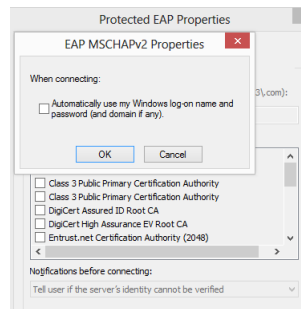 Protected EAP Properties
EAP MSCHAPv2 Properties
When connecting:
3\.com):
Automatically use my Windows log-on name and
password (and domain if any).
OK
Cancel
Class 3 Public Primary Certification Authority
Class 3 Public Primary Certification Authority
DigiCert Assured ID Root CA
DigiCert High Assurance EV Root CA
Entrust.net Certification Authority (2048)
Notifications before connecting:
Tell user if the server's identity cannot be verified